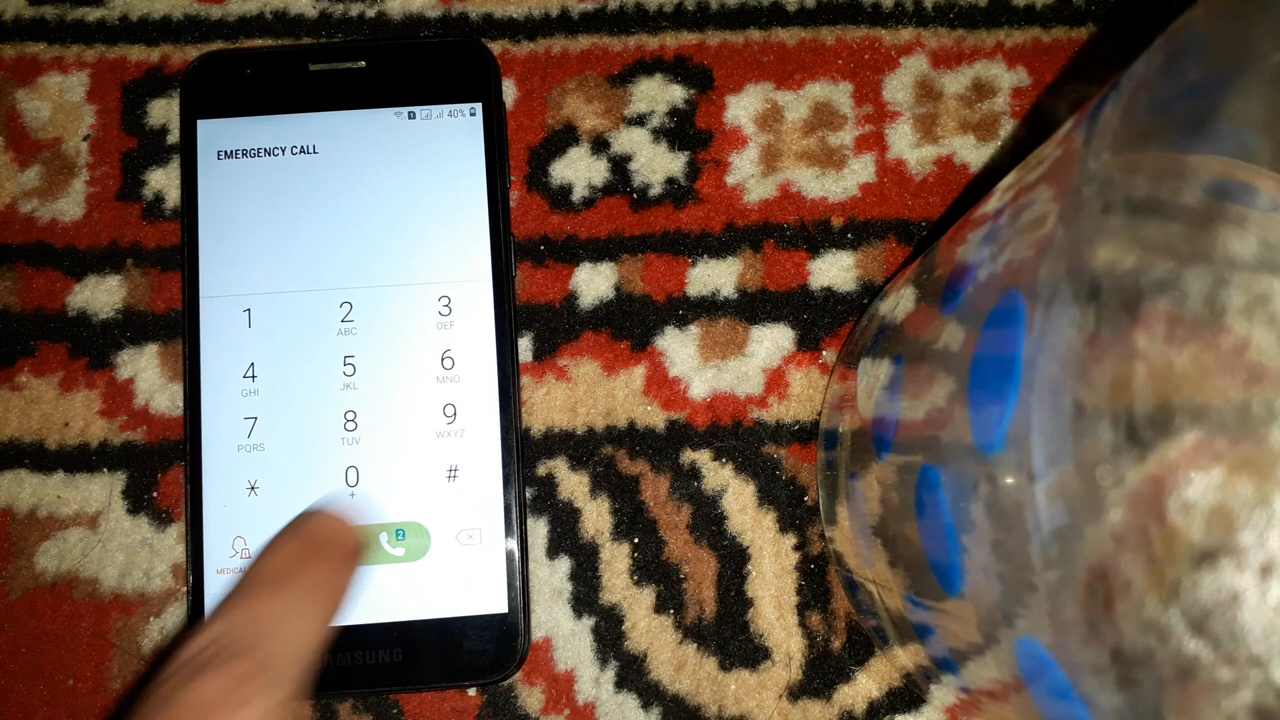 40%
EMERGENCY CALL
1 2 3
ABC DEF
4 5 6
GHI JKL MNO
7 8 9
PQRS TUV WXYZ
* 0 #
+
2
MEDICAL
SAMSUNG